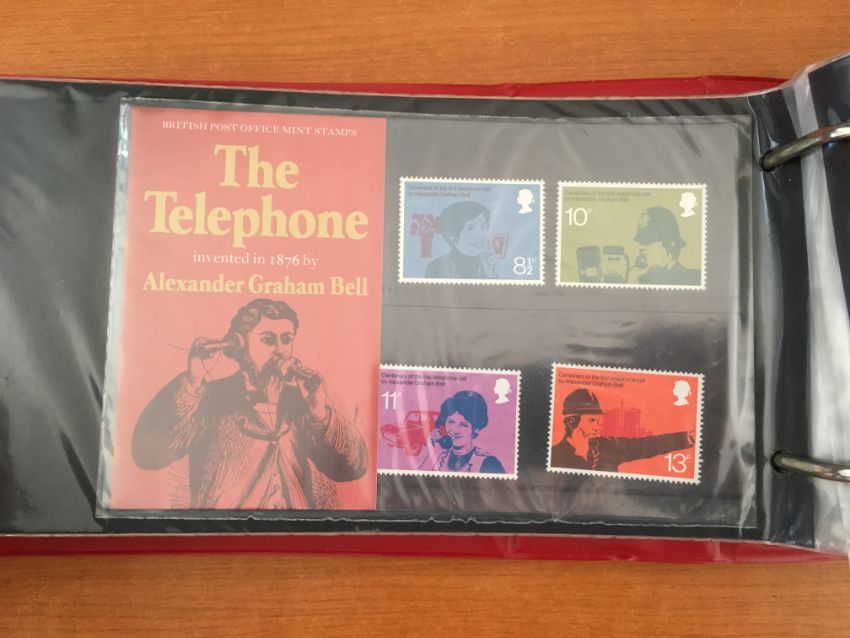 BRITISH POST OFFICE MINT STAMPS
The
Telephone
invented in 1876 by
Alexander Graham Bell
Centenary of the first telephone call
by Alexander Graham Bell
8½P
Centenary of the first telephone call
by Alexander Graham Bell
10P
Centenary of the first telephone call
by Alexander Graham Bell
11P
Centenary of the first telephone call
by Alexander Graham Bell
13P